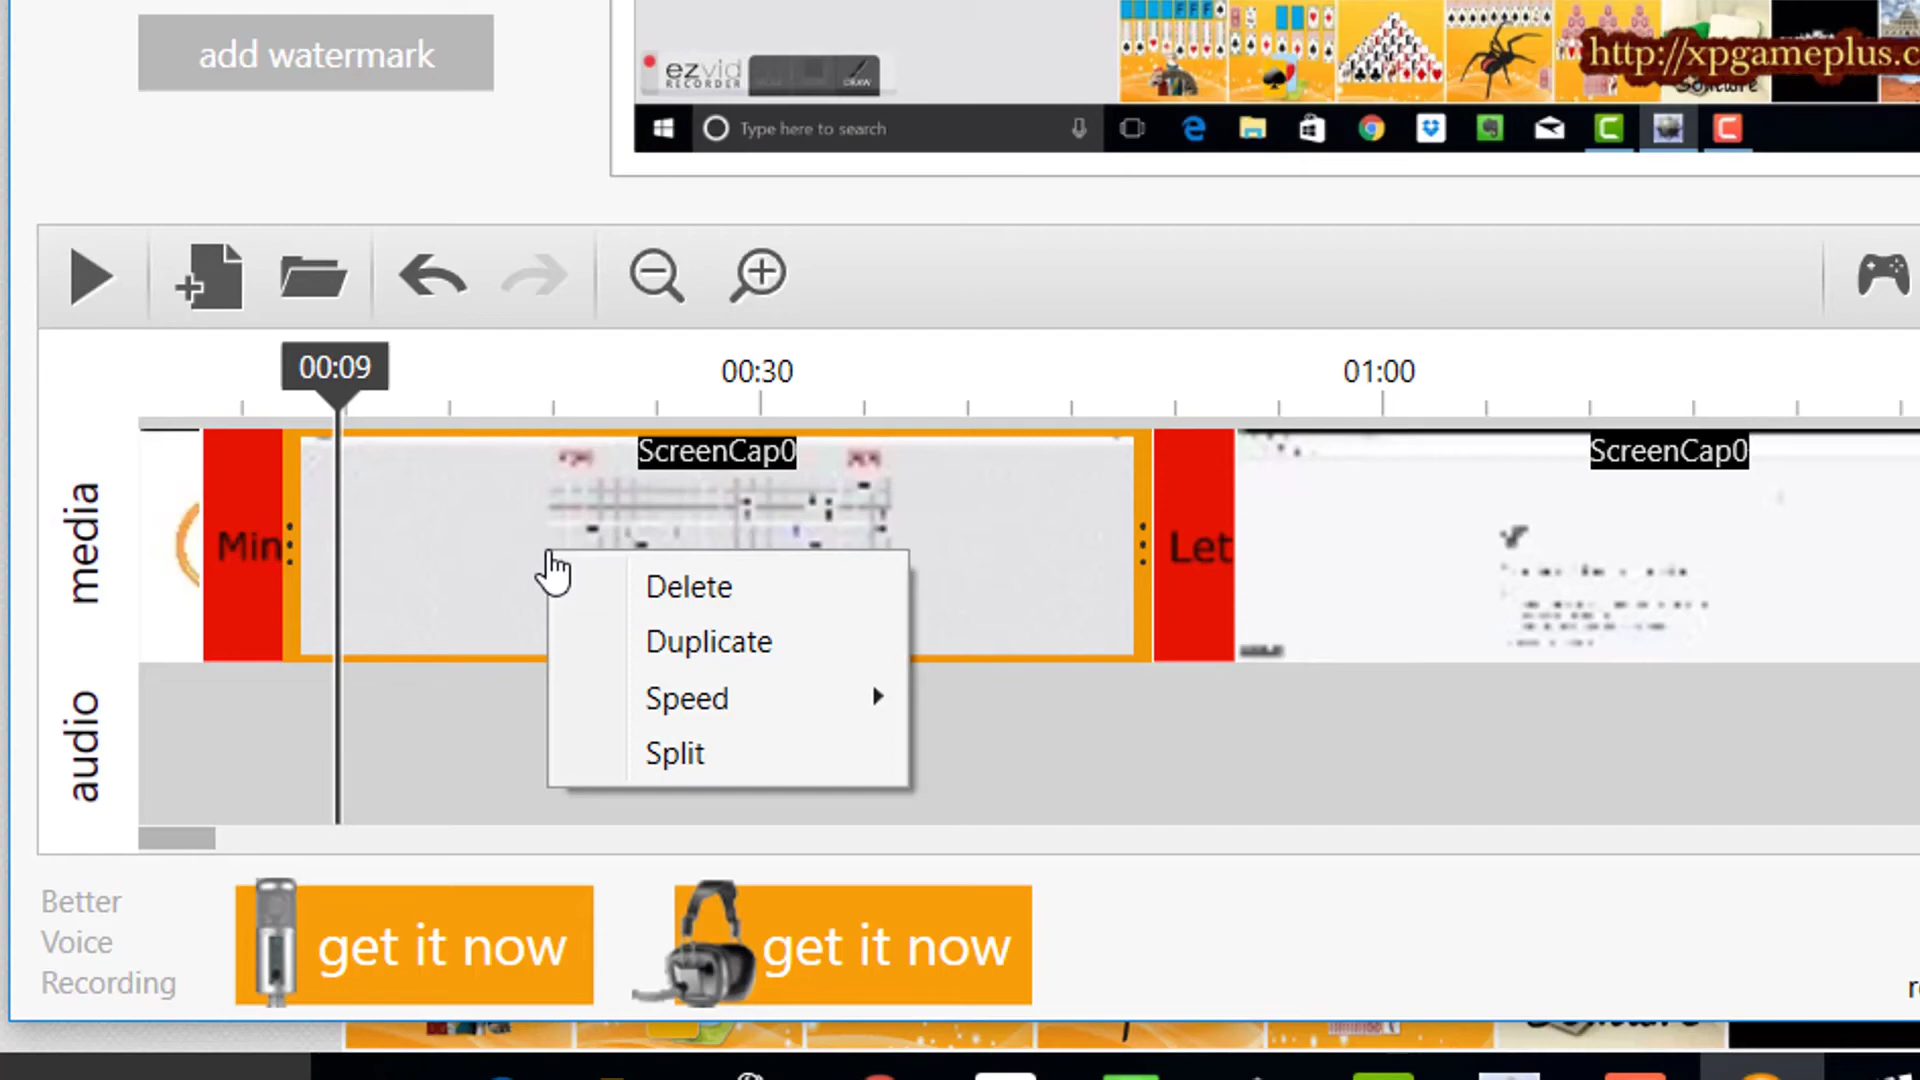 add watermark
ezvid
RECORDER
DRAW
http://xpgameplus.c
Type here to search
00:09
00:30
01:00
media
Min
ScreenCap0
Let
ScreenCap0
Delete
Duplicate
Speed
Split
audio
Better
Voice
Recording
get it now
get it now